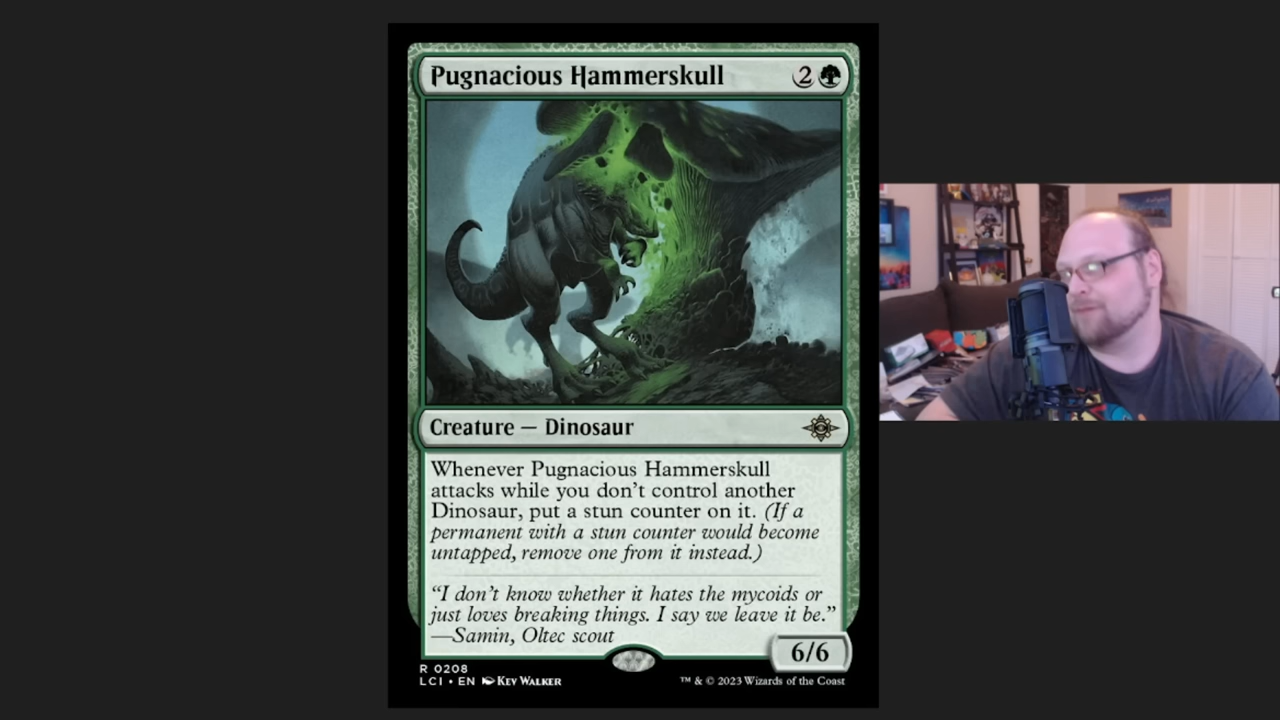 Pugnacious Hammerskull 2
Creature — Dinosaur
Whenever Pugnacious Hammerskull
attacks while you don't control another
Dinosaur, put a stun counter on it. (If a
permanent with a stun counter would become
untapped, remove one from it instead.)
"I don't know whether it hates the mycoids or
just loves breaking things. I say we leave it be."
—Samin, Oltec scout
6/6
R 0208
LCI • EN Kev Walker
™ & © 2023 Wizards of the Coast